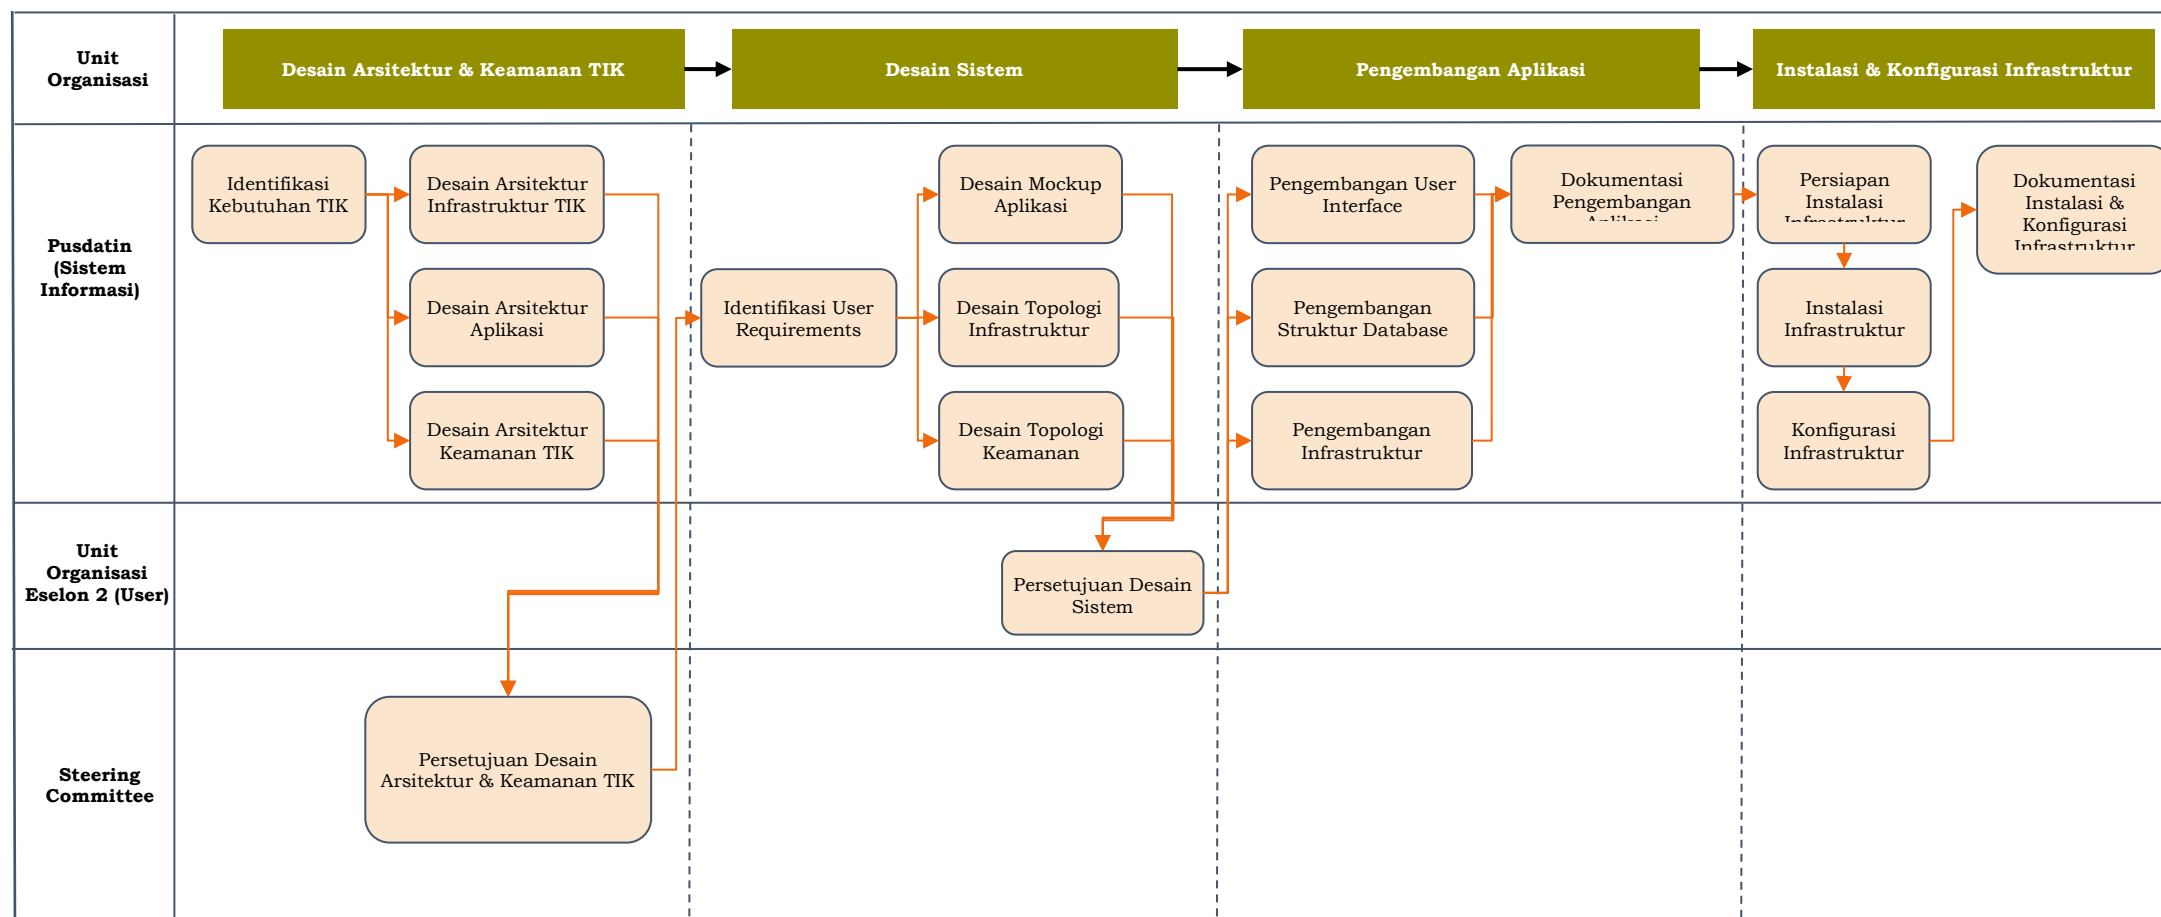 Unit
Organisasi
Desain Arsitektur & Keamanan TIK
Desain Sistem
Pengembangan Aplikasi
Instalasi & Konfigurasi Infrastruktur
Pusdatin
(Sistem
Informasi)
Identifikasi
Kebutuhan TIK
Desain Arsitektur
Infrastruktur TIK
Desain Arsitektur
Aplikasi
Desain Arsitektur
Keamanan TIK
Identifikasi User
Requirements
Desain Mockup
Aplikasi
Desain Topologi
Infrastruktur
Desain Topologi
Keamanan
Pengembangan User
Interface
Pengembangan
Struktur Database
Pengembangan
Infrastruktur
Dokumentasi
Pengembangan
Aplikasi
Persiapan
Instalasi
Infrastruktur
Instalasi
Infrastruktur
Konfigurasi
Infrastruktur
Dokumentasi
Instalasi &
Konfigurasi
Infrastruktur
Unit
Organisasi
Eselon 2 (User)
Persetujuan Desain
Sistem
Steering
Committee
Persetujuan Desain
Arsitektur & Keamanan TIK